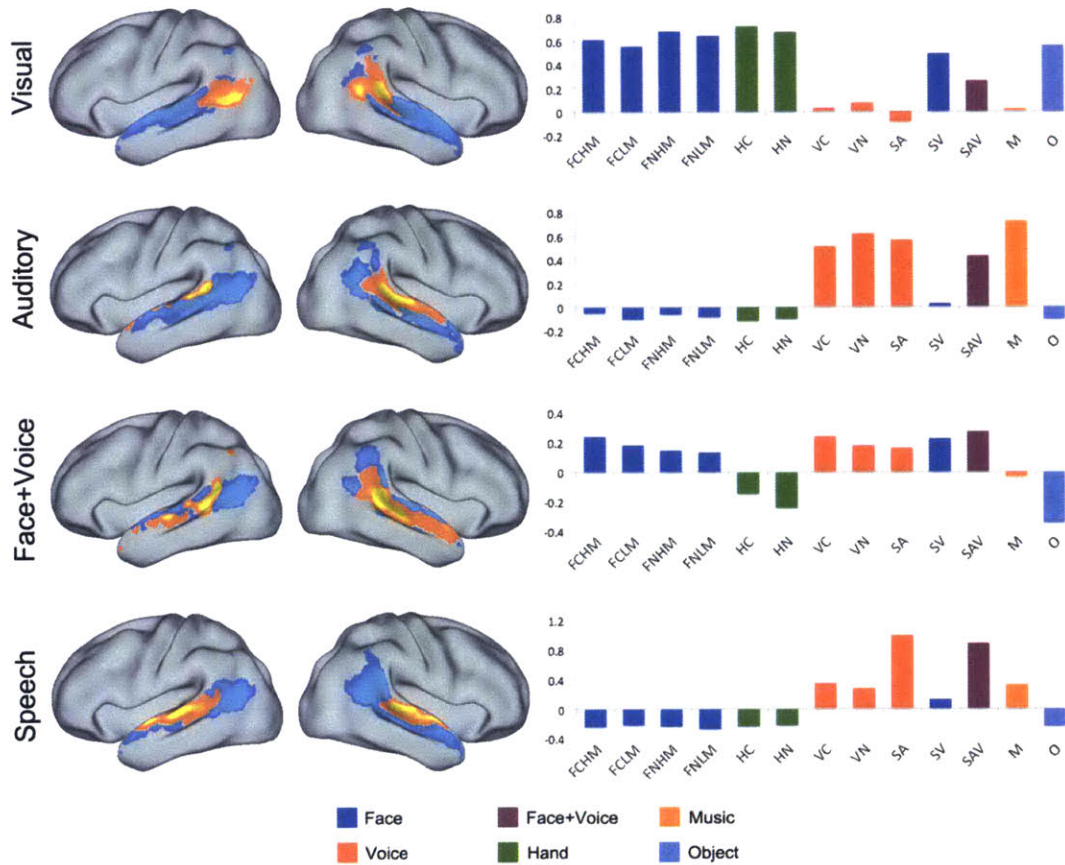 Visual
0.8
0.6
0.4
0.2
0
-0.2
FCHM FCLM FNHM FNLM HC HN VC VN SA SV SAV M O
Auditory
0.8
0.6
0.4
0.2
0
-0.2
FCHM FCLM FNHM FNLM HC HN VC VN SA SV SAV M O
Face+Voice
0.4
0.2
0
-0.2
-0.4
FCHM FCLM FNHM FNLM HC HN VC VN SA SV SAV M O
Speech
1.2
0.8
0.4
0
-0.4
FCHM FCLM FNHM FNLM HC HN VC VN SA SV SAV M O
Face Face+Voice Music
Voice Hand Object